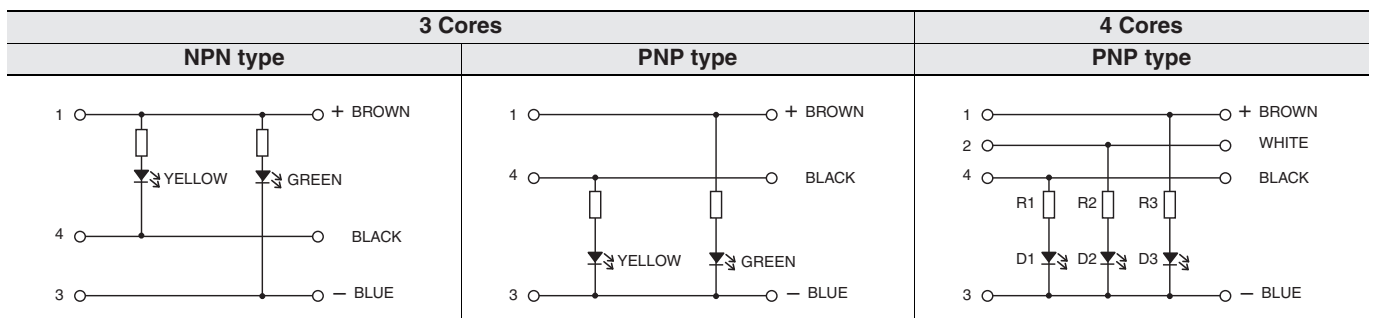 3 Cores
4 Cores
NPN type
PNP type
PNP type
1
+ BROWN
YELLOW
GREEN
4
BLACK
3
− BLUE
1
+ BROWN
4
BLACK
YELLOW
GREEN
3
− BLUE
1
+ BROWN
2
WHITE
4
BLACK
R1
R2
R3
D1
D2
D3
3
− BLUE